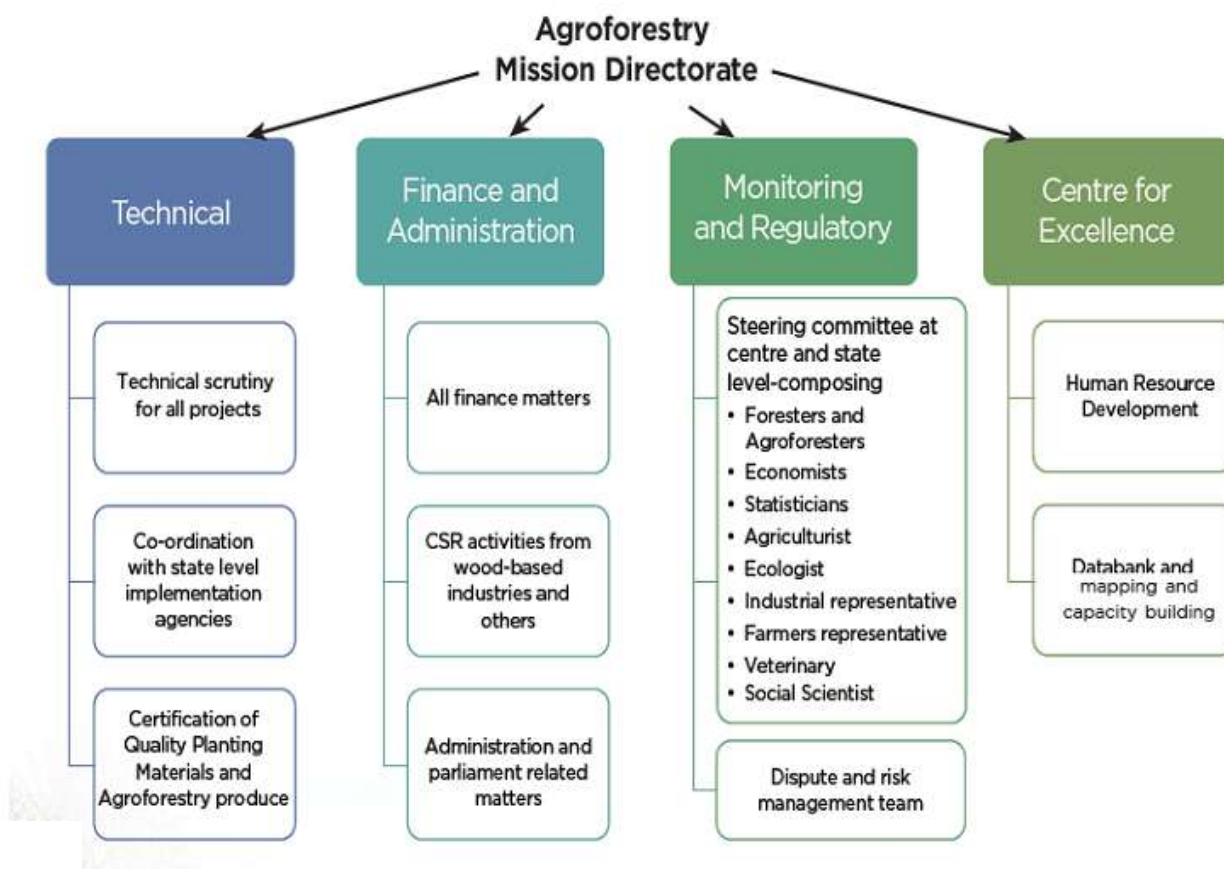 Agroforestry
Mission Directorate
Technical
Technical scrutiny
for all projects
Co-ordination
with state level
implementation
agencies
Certification of
Quality Planting
Materials and
Agroforestry produce
Finance and
Administration
All finance matters
CSR activities from
wood-based
industries and
others
Administration and
parliament related
matters
Monitoring
and Regulatory
Steering committee at
centre and state
level-composing
• Foresters and
Agroforesters
• Economists
• Statisticians
• Agriculturist
• Ecologist
• Industrial representative
• Farmers representative
• Veterinary
• Social Scientist
Dispute and risk
management team
Centre for
Excellence
Human Resource
Development
Databank and
mapping and
capacity building